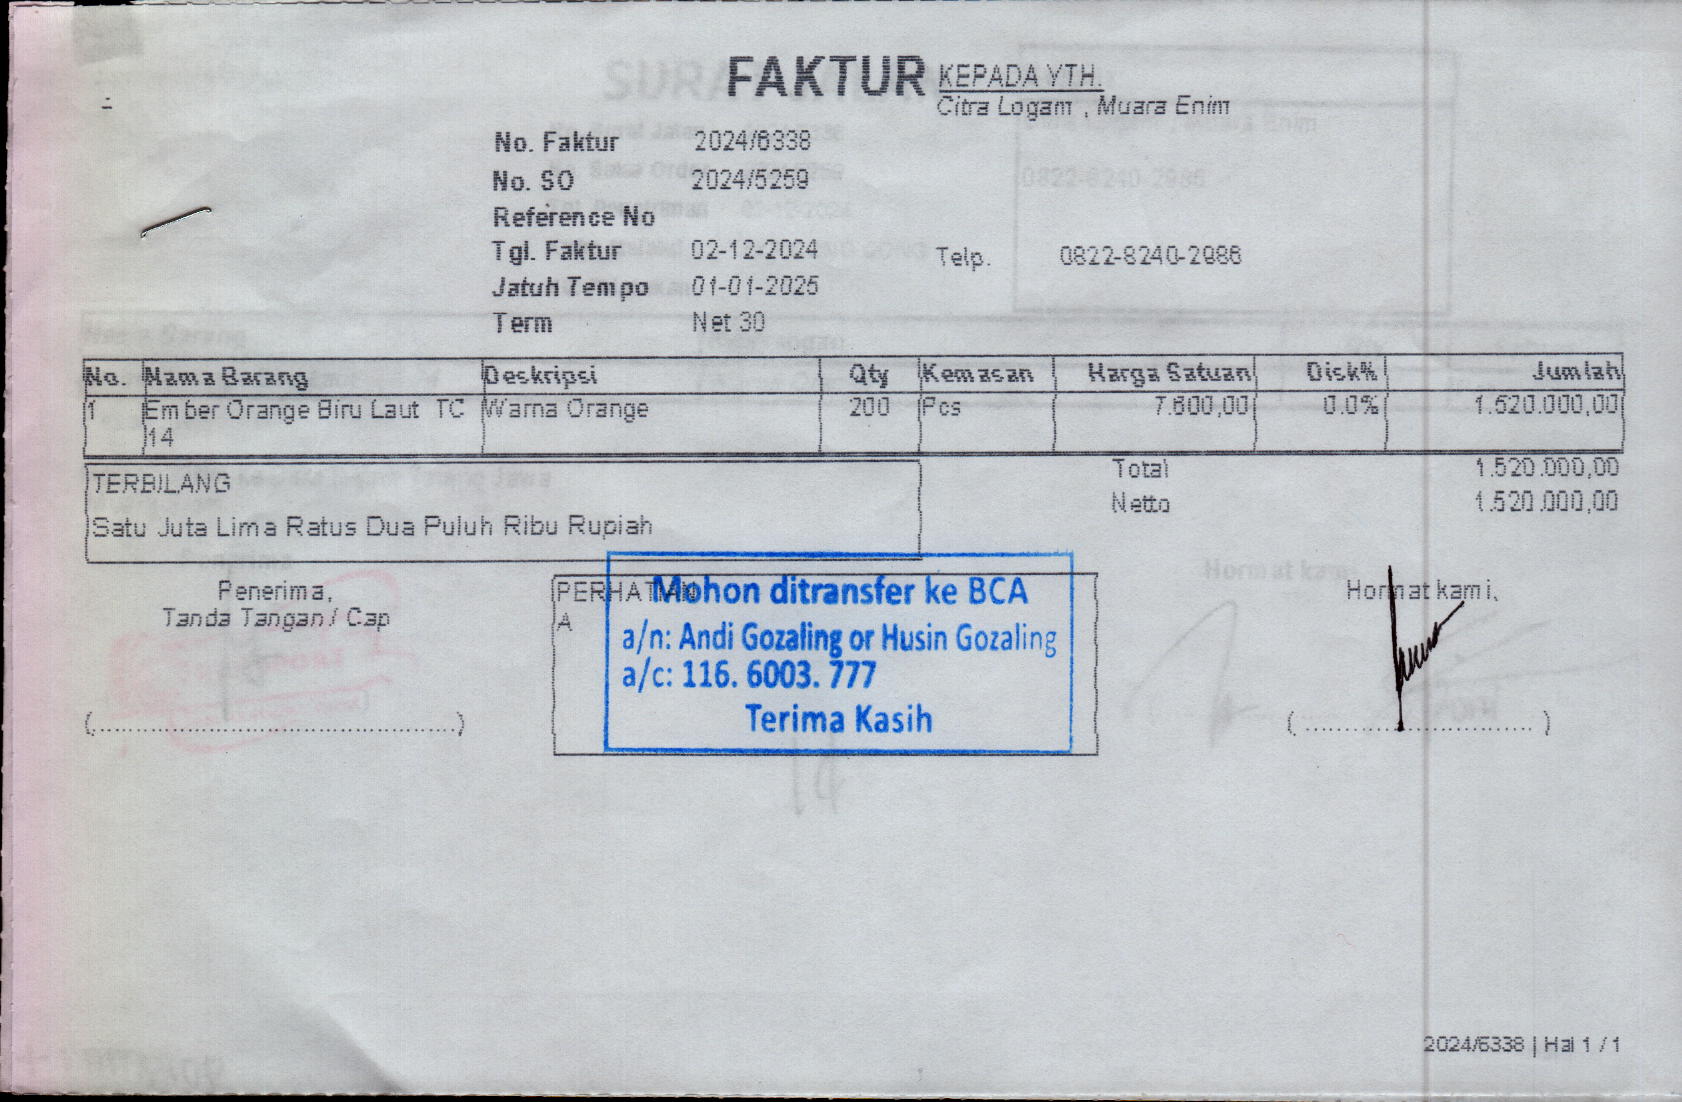 FAKTUR
KEPADA YTH.
Citra Logam , Muara Enim
No. Faktur 2024/6338
No. SO 2024/5259
Reference No
Tgl. Faktur 02-12-2024
Telp. 0822-8240-2986
Jatuh Tempo 01-01-2025
Term Net 30
No. Nama Barang Deskripsi Qty Kemasan Harga Satuan Disk% Jumlah
1 Ember Orange Biru Laut TC Warna Orange 200 Pcs 7.600,00 0.0% 1.520.000,00
14
Total 1.520.000,00
TERBILANG
Netto 1.520.000,00
Satu Juta Lima Ratus Dua Puluh Ribu Rupiah
Penerima,
Tanda Tangan / Cap
PERHATIAN
A
Mohon ditransfer ke BCA
a/n: Andi Gozaling or Husin Gozaling
a/c: 116. 6003. 777
Terima Kasih
Hormat kami,
(..................................................)
(..................................................)
2024/6338 | Hal 1 / 1